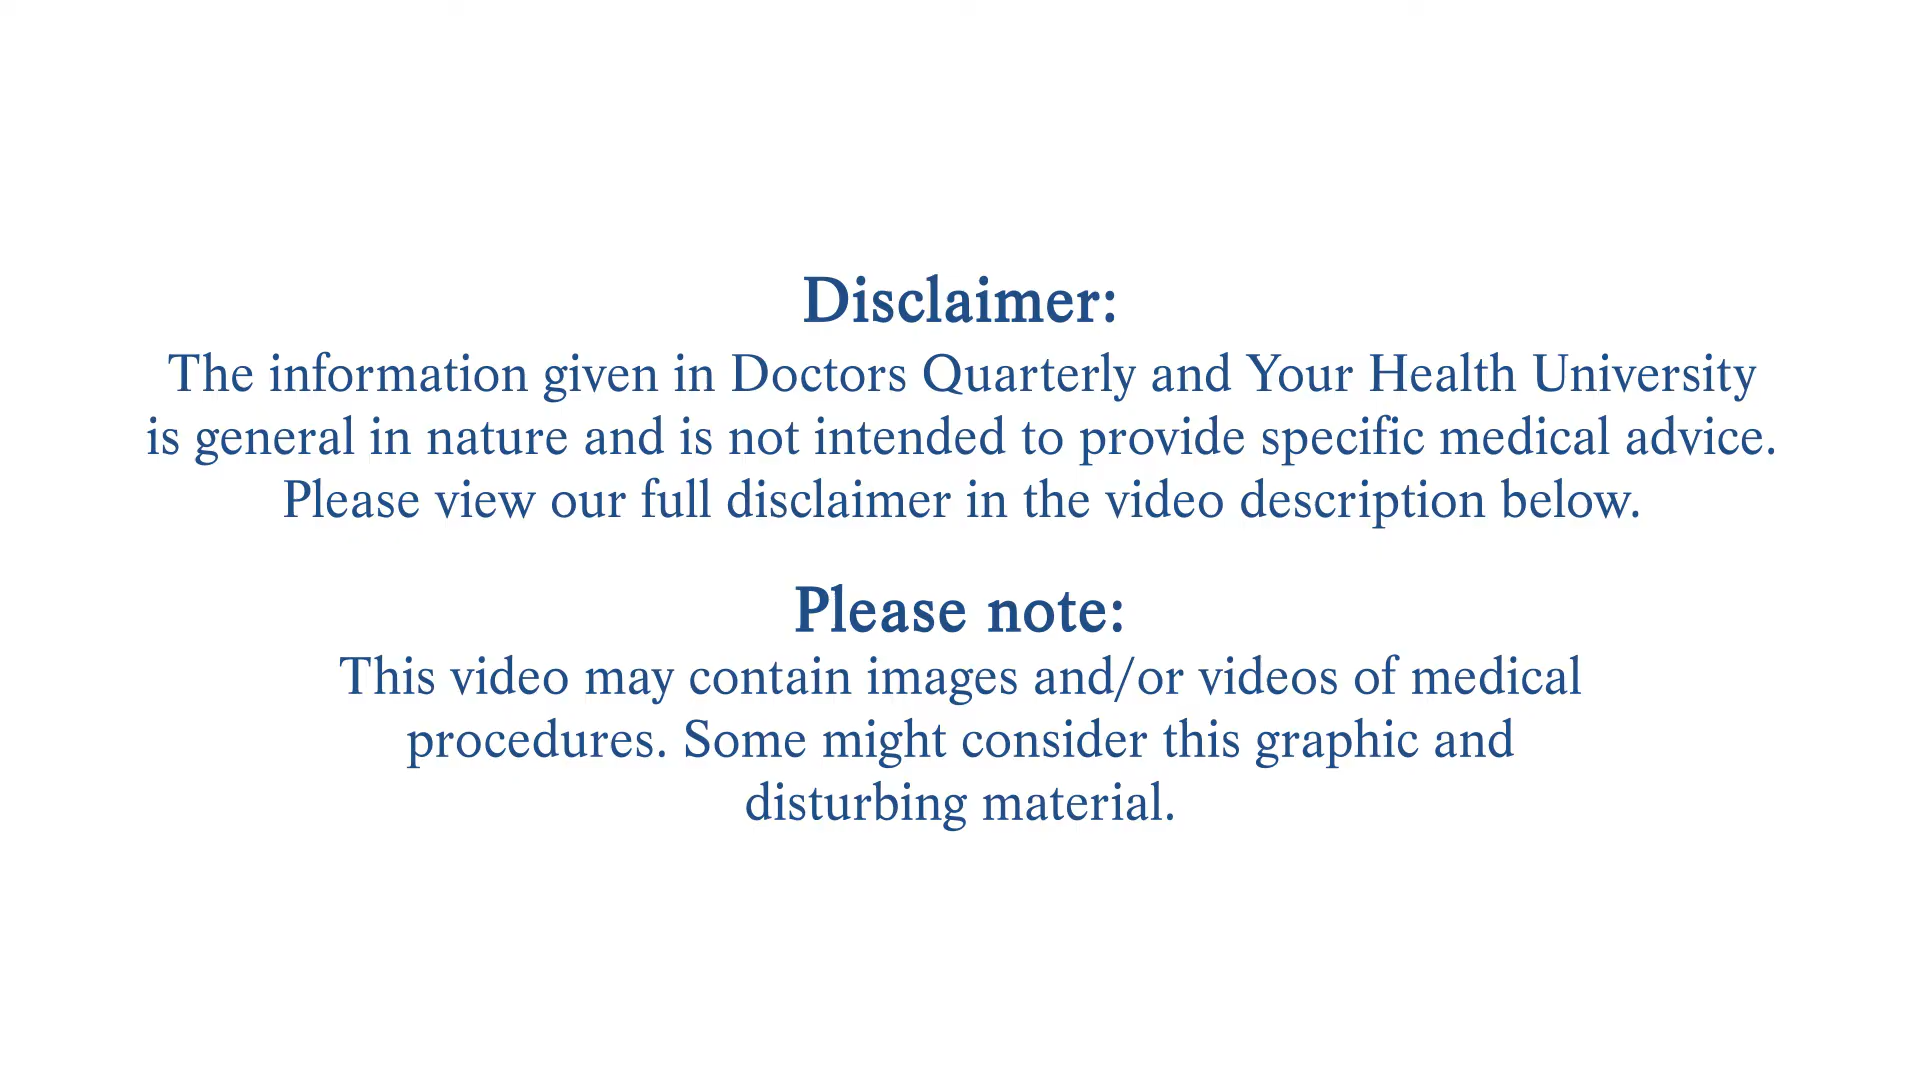 Disclaimer:
The information given in Doctors Quarterly and Your Health University
is general in nature and is not intended to provide specific medical advice.
Please view our full disclaimer in the video description below.
Please note:
This video may contain images and/or videos of medical
procedures. Some might consider this graphic and
disturbing material.